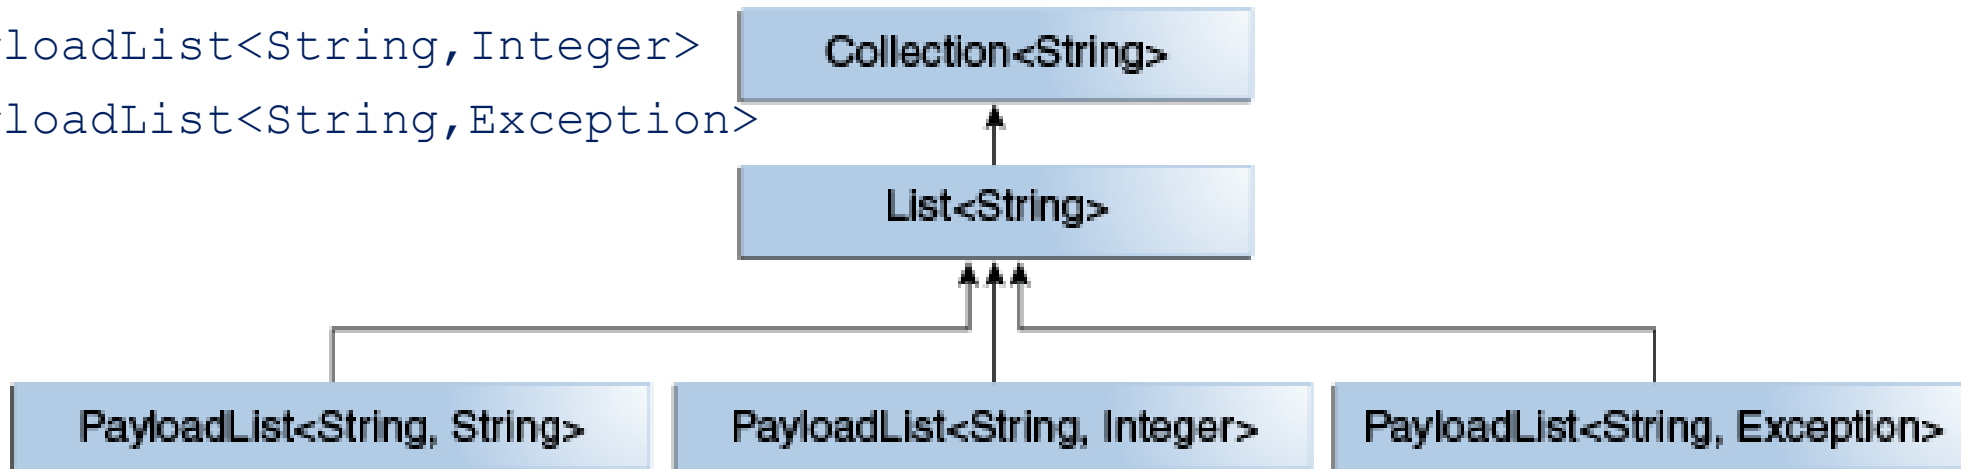 loadList<String,Integer>
loadList<String,Exception>
Collection<String>
List<String>
PayloadList<String, String>
PayloadList<String, Integer>
PayloadList<String, Exception>